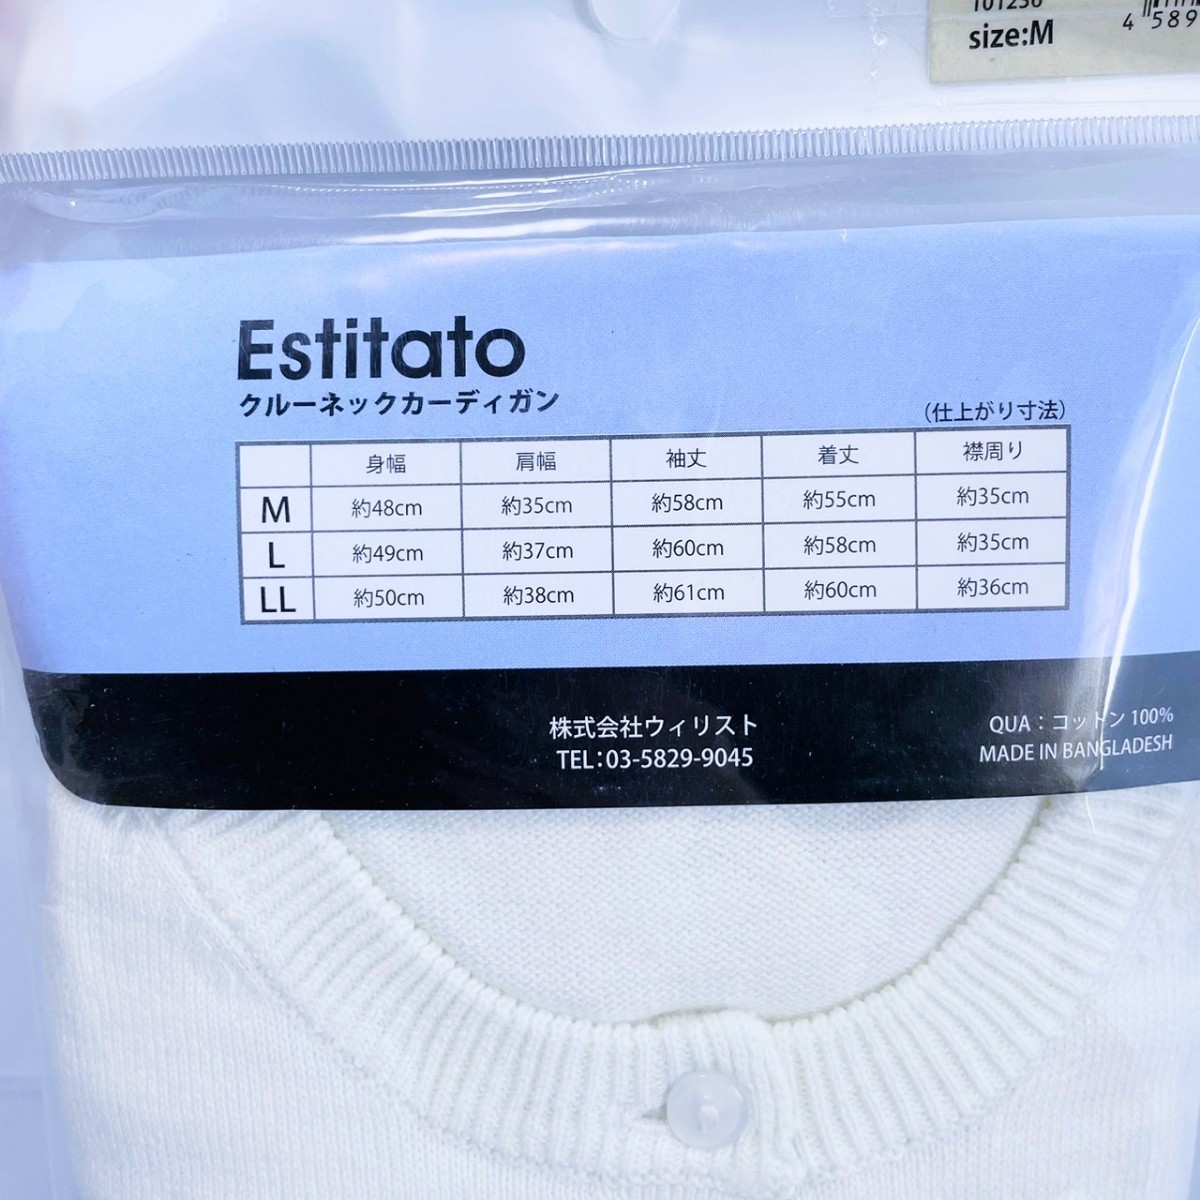 size:M
4 589
Estitato
クルーネックカーディガン
（仕上がり寸法）
身幅 肩幅 袖丈 着丈 襟周り
M 約48cm 約35cm 約58cm 約55cm 約35cm
L 約49cm 約37cm 約60cm 約58cm 約35cm
LL 約50cm 約38cm 約61cm 約60cm 約36cm
株式会社ウィリスト
TEL：03-5829-9045
QUA：コットン 100%
MADE IN BANGLADESH